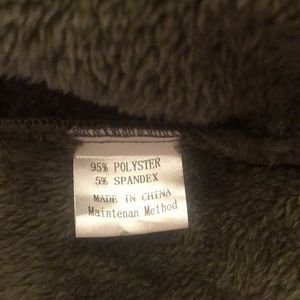 95% POLYSTER
5% SPANDEX
MADE IN CHINA
Maintenan Method